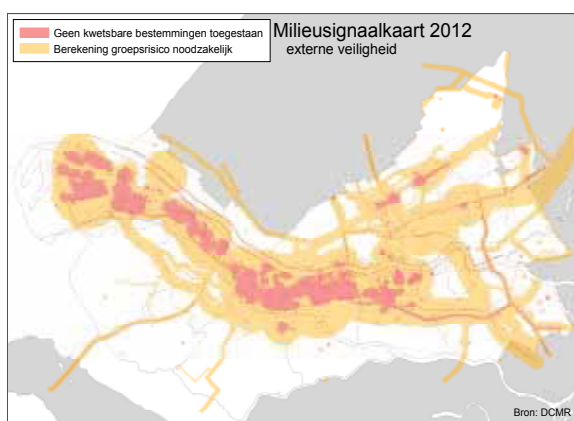 Geen kwetsbare bestemmingen toegestaan
Berekening groepsrisico noodzakelijk
Milieusignaalkaart 2012
externe veiligheid
Bron: DCMR